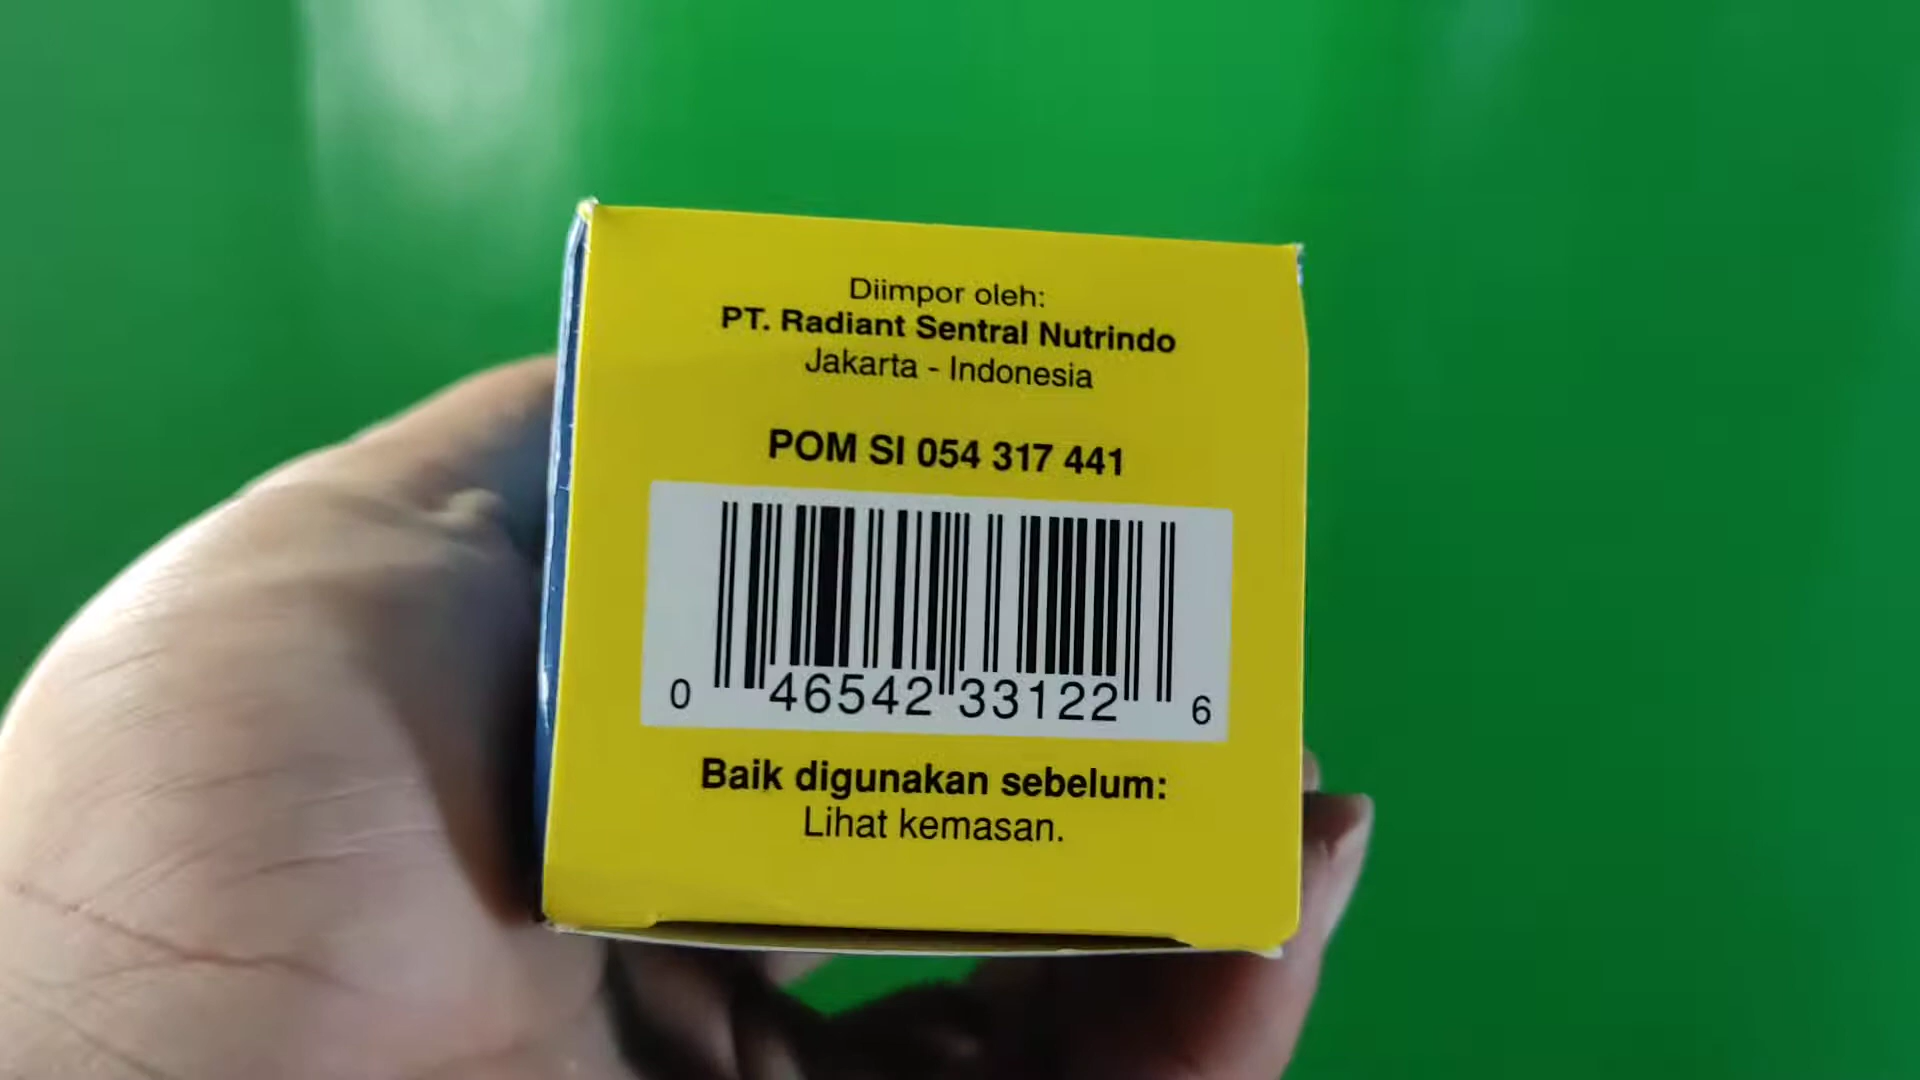 Diimpor oleh:
PT. Radiant Sentral Nutrindo
Jakarta - Indonesia
POM SI 054 317 441
0 46542 33122 6
Baik digunakan sebelum:
Lihat kemasan.